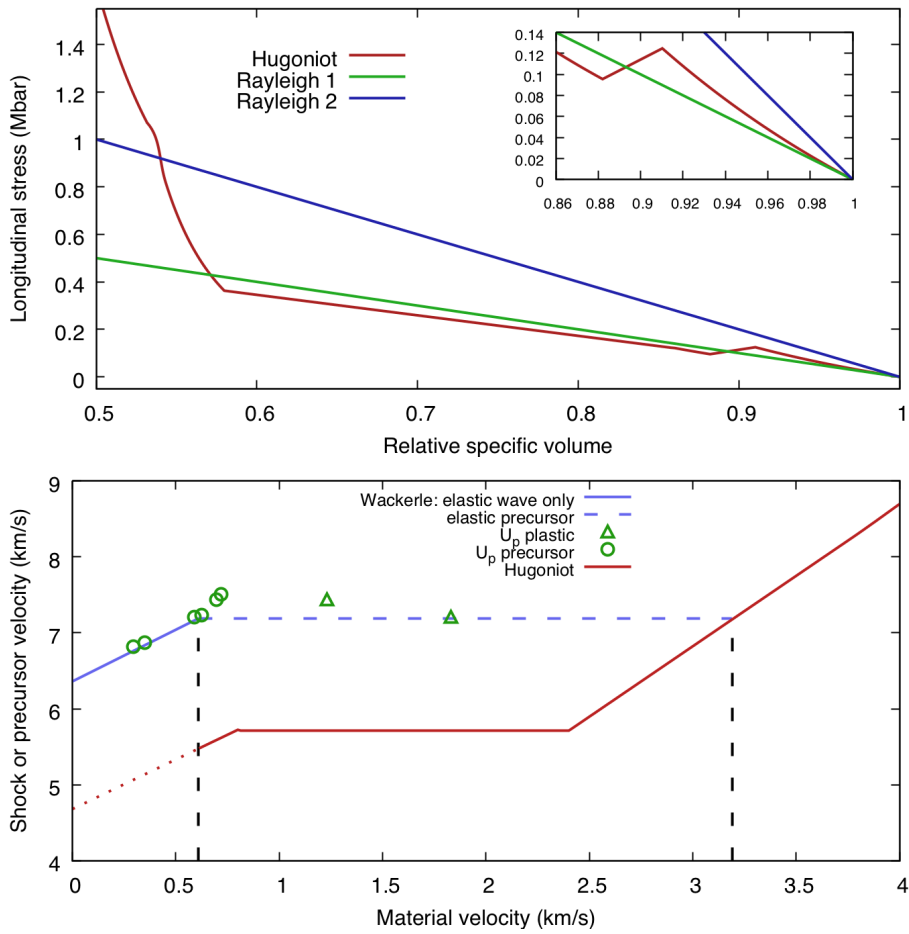 1.4
1.2
1
0.8
0.6
0.4
0.2
0
Longitudinal stress (Mbar)
Hugoniot
Rayleigh 1
Rayleigh 2
0.14
0.12
0.1
0.08
0.06
0.04
0.02
0
0.86 0.88 0.9 0.92 0.94 0.96 0.98 1
0.5 0.6 0.7 0.8 0.9 1
Relative specific volume
9
8
7
6
5
4
Shock or precursor velocity (km/s)
Wackerle: elastic wave only
elastic precursor
Up plastic
Up precursor
Hugoniot
0 0.5 1 1.5 2 2.5 3 3.5 4
Material velocity (km/s)